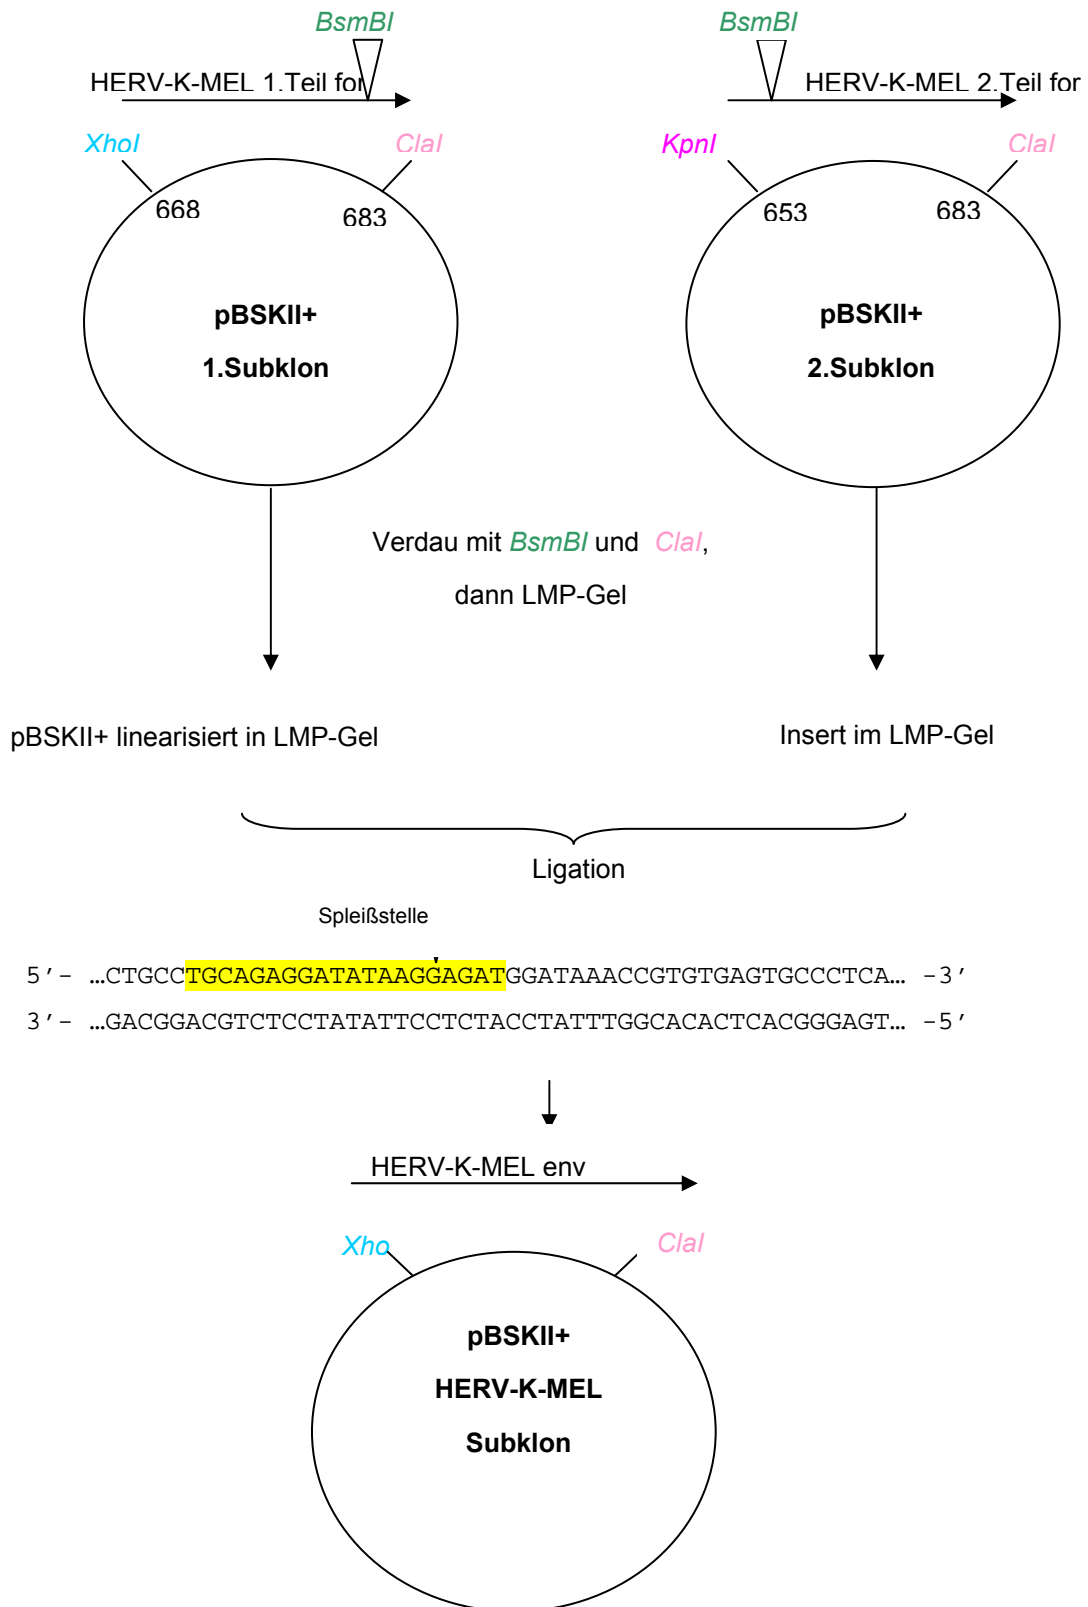 BsmBI BsmBI
HERV-K-MEL 1.Teil for HERV-K-MEL 2.Teil for
XhoI ClaI KpnI ClaI
668 683 653 683
pBSKII+ pBSKII+
1.Subklon 2.Subklon
Verdau mit BsmBI und ClaI,
dann LMP-Gel
pBSKII+ linearisiert in LMP-Gel Insert im LMP-Gel
Ligation
Spleißstelle
5’- …CTGCCTGCAGAGGATATAAGGAGATGGATAAACCGTGTGAGTGCCCTCA… -3’
3’- …GACGGACGTCTCCTATATTCCTCTACCTATTTGGCACACTCACGGGAGT… -5’
HERV-K-MEL env
Xho ClaI
pBSKII+
HERV-K-MEL
Subklon